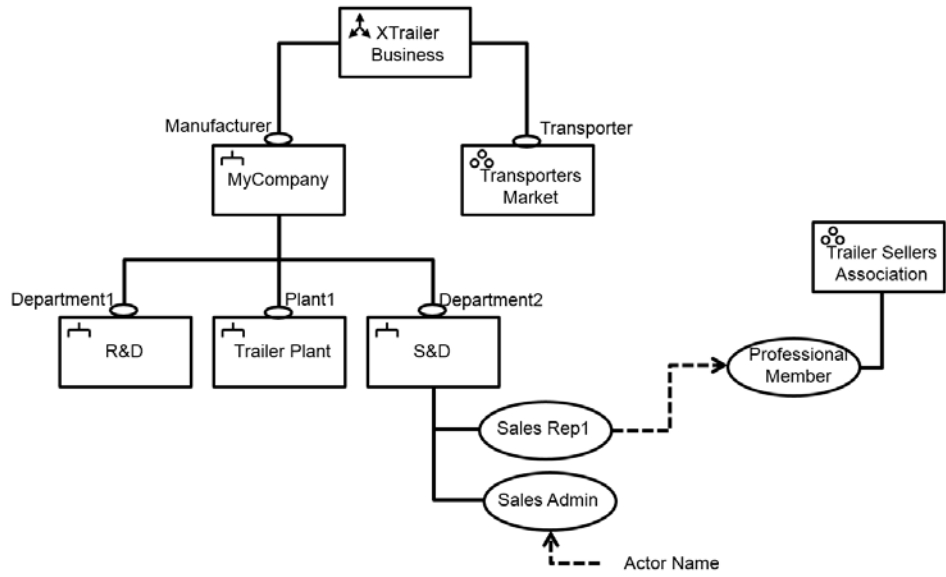 XTrailer
Business
Manufacturer
Transporter
MyCompany
Transporters
Market
Trailer Sellers
Association
Department1
Plant1
Department2
R&D
Trailer Plant
S&D
Professional
Member
Sales Rep1
Sales Admin
Actor Name